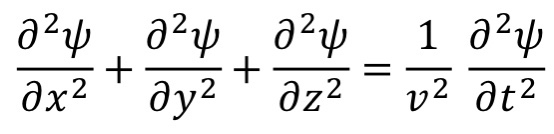 ∂²ψ/∂x² + ∂²ψ/∂y² + ∂²ψ/∂z² = 1/v² ∂²ψ/∂t²